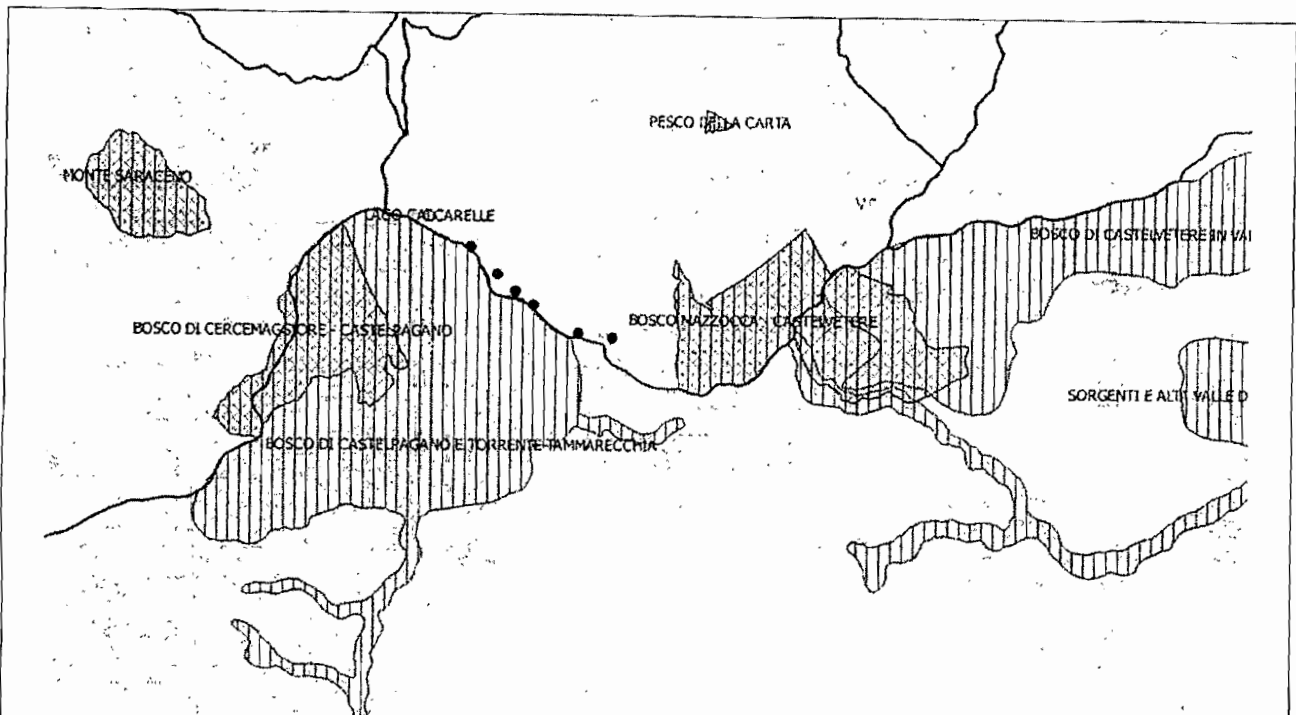 PESCO DELLA CARTA
MONTE SARACENO
LAGO CALCARELLE
BOSCO DI CASTELVETERE IN VAL
BOSCO DI CERCEMAGGIORE - CASTELPAGANO
BOSCO MAZZOCCA - CASTELVETERE
SORGENTI E ALTA VALLE D
BOSCO DI CASTELPAGANO E TORRENTE TAMMARECCHIA